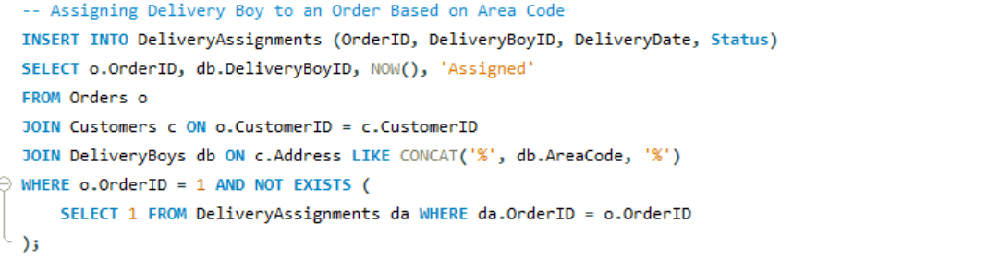 -- Assigning Delivery Boy to an Order Based on Area Code
INSERT INTO DeliveryAssignments (OrderID, DeliveryBoyID, DeliveryDate, Status)
SELECT o.OrderID, db.DeliveryBoyID, NOW(), 'Assigned'
FROM Orders o
JOIN Customers c ON o.CustomerID = c.CustomerID
JOIN DeliveryBoys db ON c.Address LIKE CONCAT('%', db.AreaCode, '%')
WHERE o.OrderID = 1 AND NOT EXISTS (
    SELECT 1 FROM DeliveryAssignments da WHERE da.OrderID = o.OrderID
);